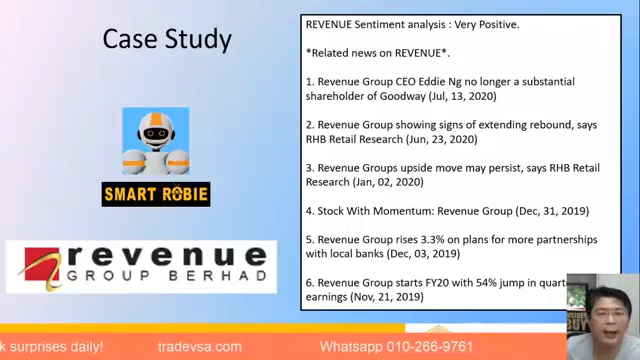 Case Study
SMART ROBIE
revenue
GROUP BERHAD
REVENUE Sentiment analysis : Very Positive.
*Related news on REVENUE*.
1. Revenue Group CEO Eddie Ng no longer a substantial
shareholder of Goodway (Jul, 13, 2020)
2. Revenue Group showing signs of extending rebound, says
RHB Retail Research (Jun, 23, 2020)
3. Revenue Groups upside move may persist, says RHB Retail
Research (Jan, 02, 2020)
4. Stock With Momentum: Revenue Group (Dec, 31, 2019)
5. Revenue Group rises 3.3% on plans for more partnerships
with local banks (Dec, 03, 2019)
6. Revenue Group starts FY20 with 54% jump in
earnings (Nov, 21, 2019)
BUY
surprises daily!
tradevsa.com
Whatsapp 010-266-9761